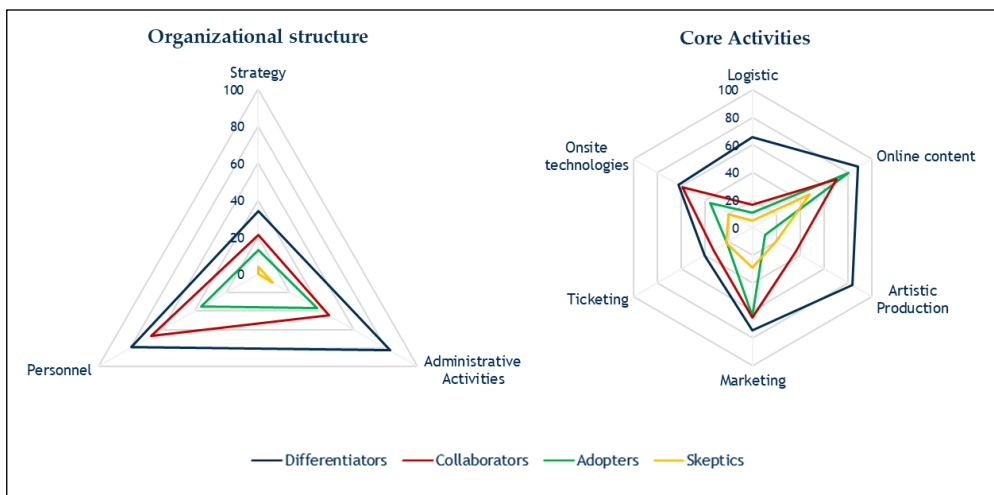 Organizational structure
Strategy
100
80
60
40
20
0
Personnel
Administrative
Activities
Core Activities
Logistic
100
80
60
40
20
0
Onsite
technologies
Online content
Ticketing
Artistic
Production
Marketing
Differentiators
Collaborators
Adopters
Skeptics